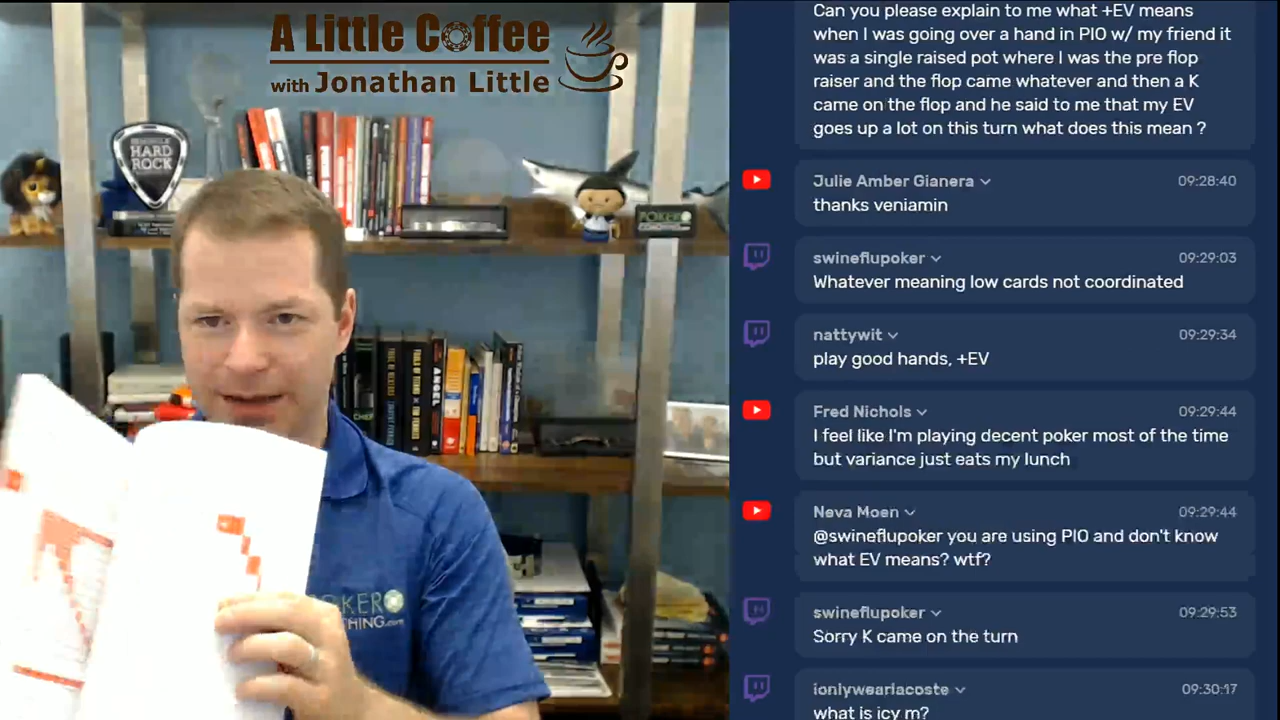 A Little Coffee
with Jonathan Little
HARD
ROCK
POKER
COACHING
ANGEL
POKER
THING.com
Can you please explain to me what +EV means
when I was going over a hand in PIO w/ my friend it
was a single raised pot where I was the pre flop
raiser and the flop came whatever and then a K
came on the flop and he said to me that my EV
goes up a lot on this turn what does this mean ?
Julie Amber Gianera 09:28:40
thanks veniamin
swineflupoker 09:29:03
Whatever meaning low cards not coordinated
nattywit 09:29:34
play good hands, +EV
Fred Nichols 09:29:44
I feel like I'm playing decent poker most of the time
but variance just eats my lunch
Neva Moen 09:29:44
@swineflupoker you are using PIO and don't know
what EV means? wtf?
swineflupoker 09:29:53
Sorry K came on the turn
ionlywearlacoste 09:30:17
what is icy m?